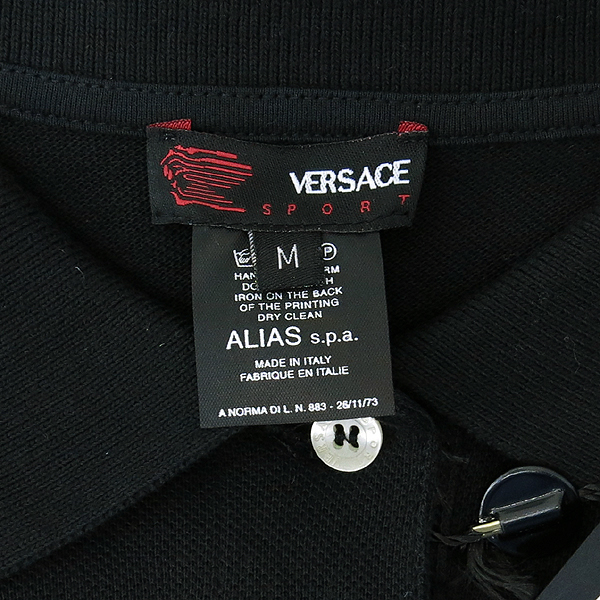 VERSACE
SPORT
M
P
IRON ON THE BACK
OF THE PRINTING
DRY CLEAN
ALIAS s.p.a.
MADE IN ITALY
FABRIQUE EN ITALIE
A NORMA DI L. N. 883 - 26/11/73